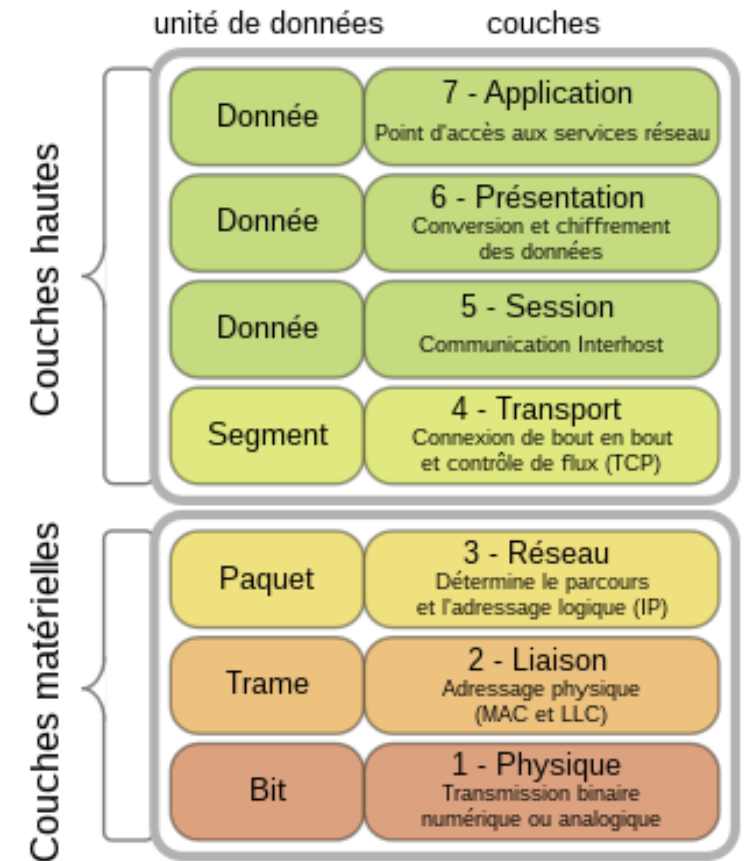 unité de données couches
Couches hautes
Donnée
7 - Application
Point d'accès aux services réseau
Donnée
6 - Présentation
Conversion et chiffrement
des données
Donnée
5 - Session
Communication Interhost
Segment
4 - Transport
Connexion de bout en bout
et contrôle de flux (TCP)
Couches matérielles
Paquet
3 - Réseau
Détermine le parcours
et l'adressage logique (IP)
Trame
2 - Liaison
Adressage physique
(MAC et LLC)
Bit
1 - Physique
Transmission binaire
numérique ou analogique